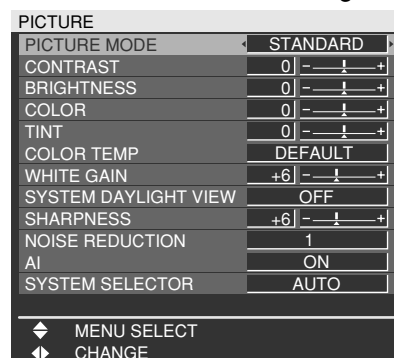 PICTURE
PICTURE MODE STANDARD
CONTRAST 0 - +
BRIGHTNESS 0 - +
COLOR 0 - +
TINT 0 - +
COLOR TEMP DEFAULT
WHITE GAIN +6 - +
SYSTEM DAYLIGHT VIEW OFF
SHARPNESS +6 - +
NOISE REDUCTION 1
AI ON
SYSTEM SELECTOR AUTO
MENU SELECT
CHANGE